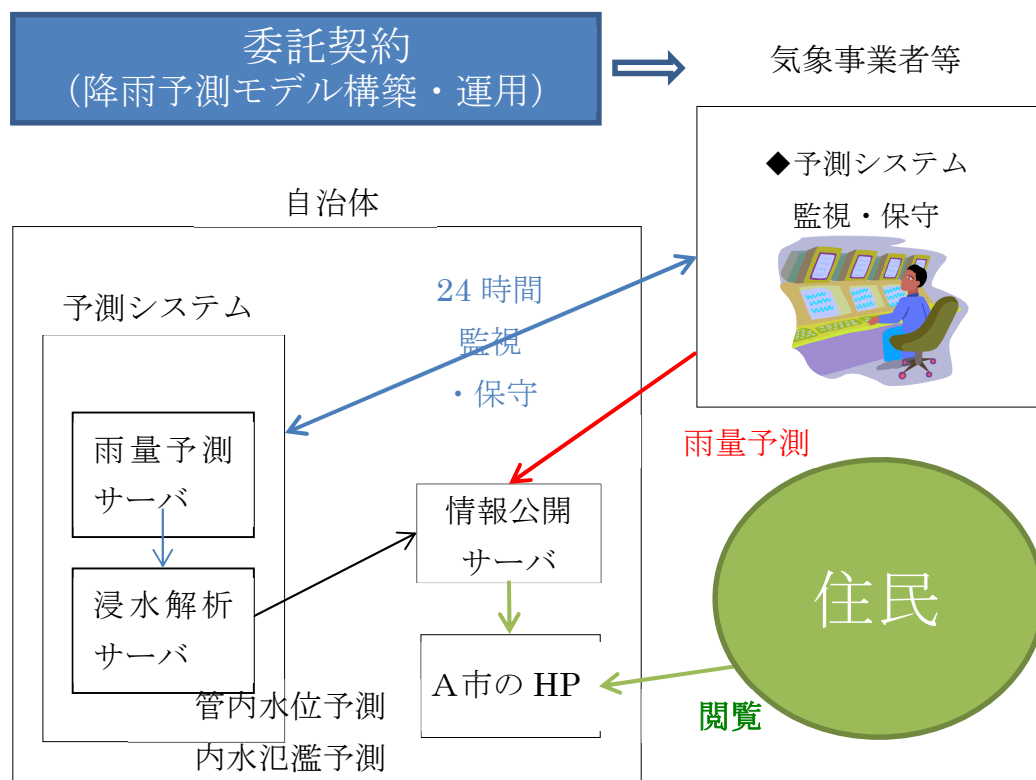 委託契約
（降雨予測モデル構築・運用）
気象事業者等
◆予測システム
監視・保守
自治体
24 時間
監視
・保守
予測システム
雨量予測
サーバ
雨量予測
情報公開
サーバ
浸水解析
サーバ
住民
A市の HP
管内水位予測
閲覧
内水氾濫予測